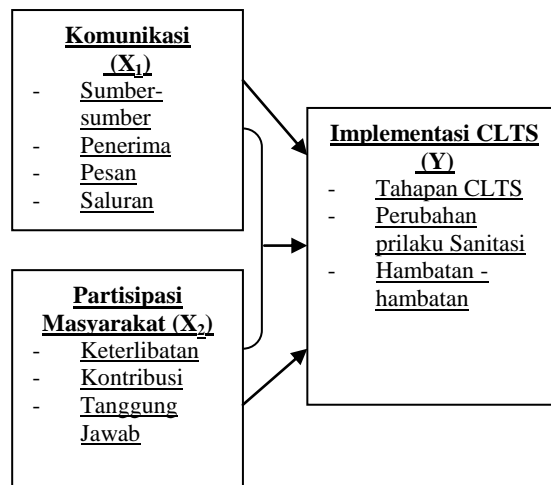 Komunikasi
(X1)
- Sumber-
sumber
- Penerima
- Pesan
- Saluran
Partisipasi
Masyarakat (X2)
- Keterlibatan
- Kontribusi
- Tanggung
Jawab
Implementasi CLTS
(Y)
- Tahapan CLTS
- Perubahan
prilaku Sanitasi
- Hambatan -
hambatan